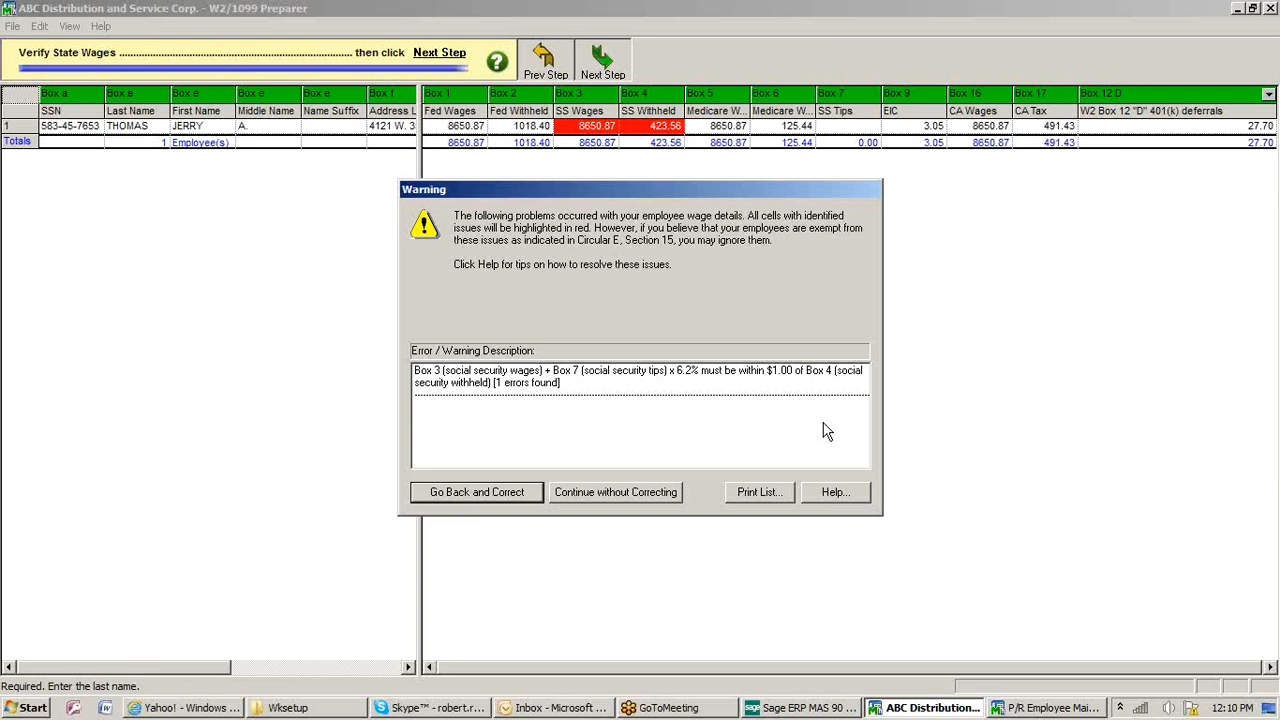 ABC Distribution and Service Corp. - W2/1099 Preparer
File Edit View Help
Verify State Wages ........................................................................... then click Next Step
? Prev Step Next Step
Box a Box e Box e Box e Box e Box f Box 1 Box 2 Box 3 Box 4 Box 5 Box 6 Box 7 Box 9 Box 16 Box 17 Box 12 D
SSN Last Name First Name Middle Name Name Suffix Address L Fed Wages Fed Withheld SS Wages SS Withheld Medicare W... Medicare W... SS Tips EIC CA Wages CA Tax W2 Box 12 "D" 401(k) deferrals
1 583-45-7653 THOMAS JERRY A. 4121 W. 3 8650.87 1018.40 8650.87 423.56 8650.87 125.44 3.05 8650.87 491.43 27.70
Totals 1 Employee(s) 8650.87 1018.40 8650.87 423.56 8650.87 125.44 0.00 3.05 8650.87 491.43 27.70
Warning
The following problems occurred with your employee wage details. All cells with identified
issues will be highlighted in red. However, if you believe that your employees are exempt from
these issues as indicated in Circular E, Section 15, you may ignore them.
Click Help for tips on how to resolve these issues.
Error / Warning Description:
Box 3 (social security wages) + Box 7 (social security tips) x 6.2% must be within $1.00 of Box 4 (social
security withheld) [1 errors found]
Go Back and Correct Continue without Correcting Print List... Help...
Required. Enter the last name.
Start Yahoo! - Windows ... Wksetup Skype™ - robert.r... Inbox - Microsoft ... GoToMeeting Sage ERP MAS 90 ... ABC Distribution... P/R Employee Mai... 12:10 PM